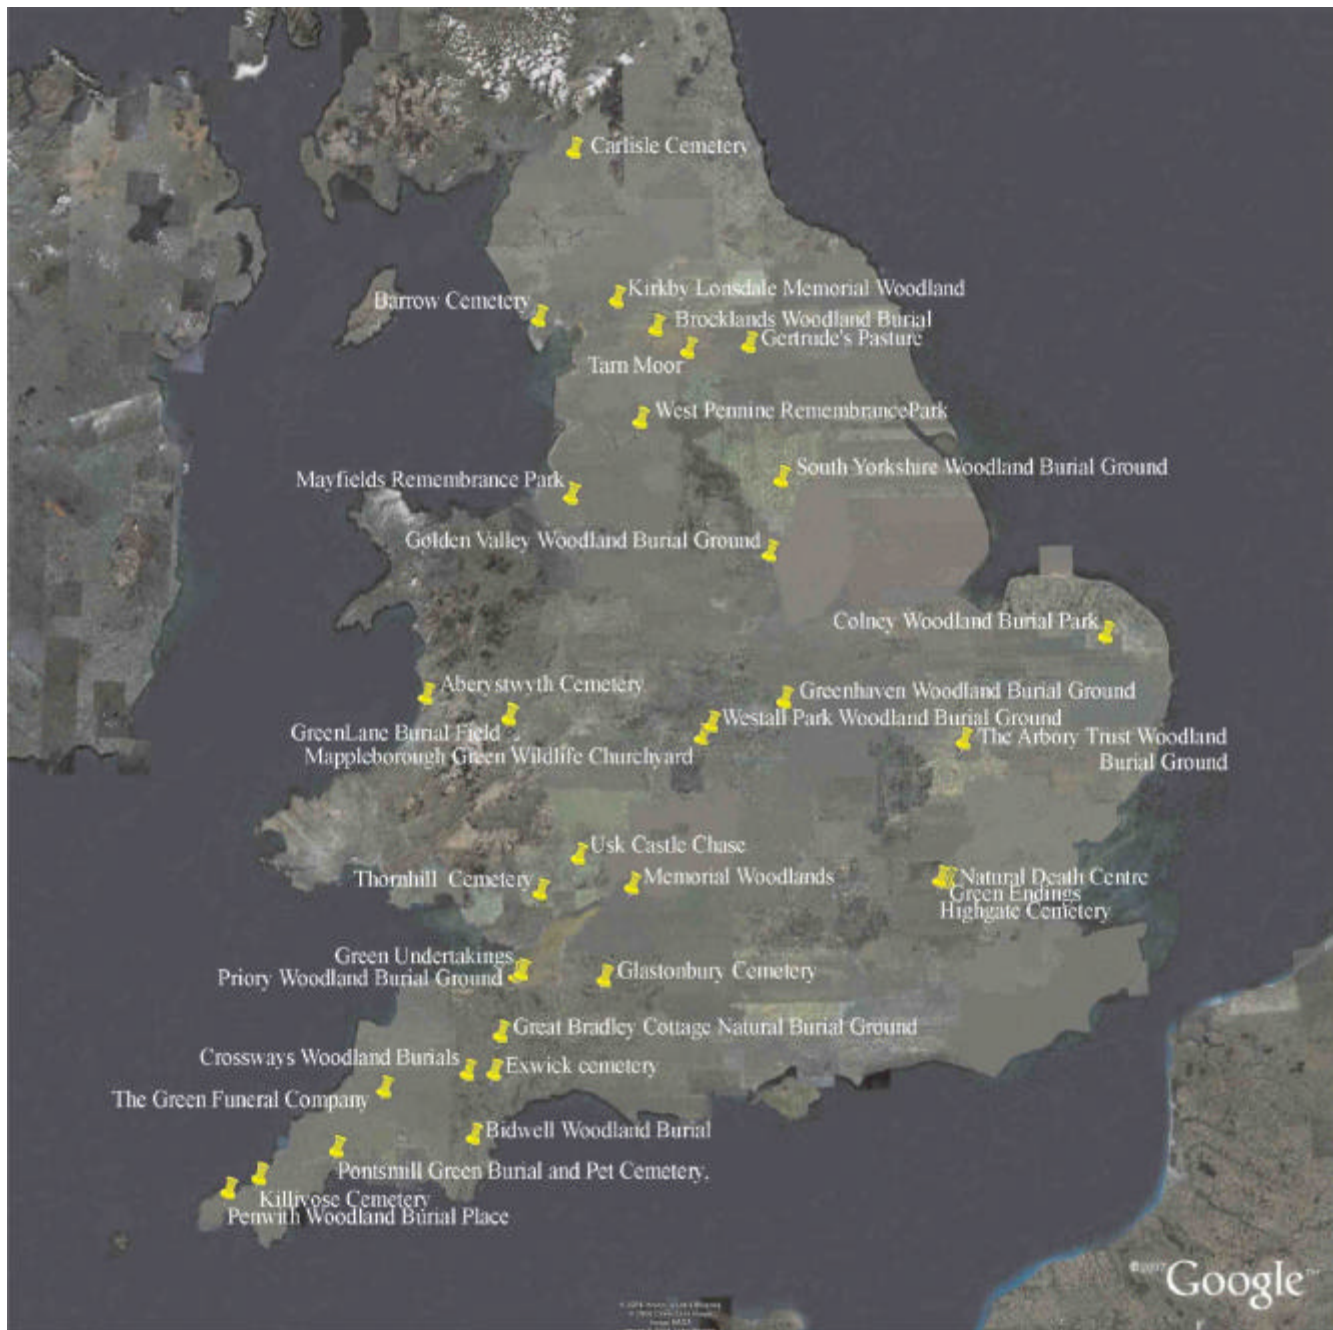 Carlisle Cemetery
Kirkby Lonsdale Memorial Woodland
Barrow Cemetery
Brocklands Woodland Burial
Gertrude's Pasture
Tarn Moor
West Pennine RemembrancePark
South Yorkshire Woodland Burial Ground
Mayfields Remembrance Park
Golden Valley Woodland Burial Ground
Colney Woodland Burial Park
Aberystwyth Cemetery
Greenhaven Woodland Burial Ground
Westall Park Woodland Burial Ground
GreenLane Burial Field
The Arbory Trust Woodland
Burial Ground
Mappleborough Green Wildlife Churchyard
Usk Castle Chase
Thornhill Cemetery
Memorial Woodlands
Natural Death Centre
Green Endings
Highgate Cemetery
Green Undertakings
Priory Woodland Burial Ground
Glastonbury Cemetery
Great Bradley Cottage Natural Burial Ground
Crossways Woodland Burials
Exwick cemetery
The Green Funeral Company
Bidwell Woodland Burial
Pontsmill Green Burial and Pet Cemetery.
Killivose Cemetery
Penwith Woodland Burial Place
©2007 Google™